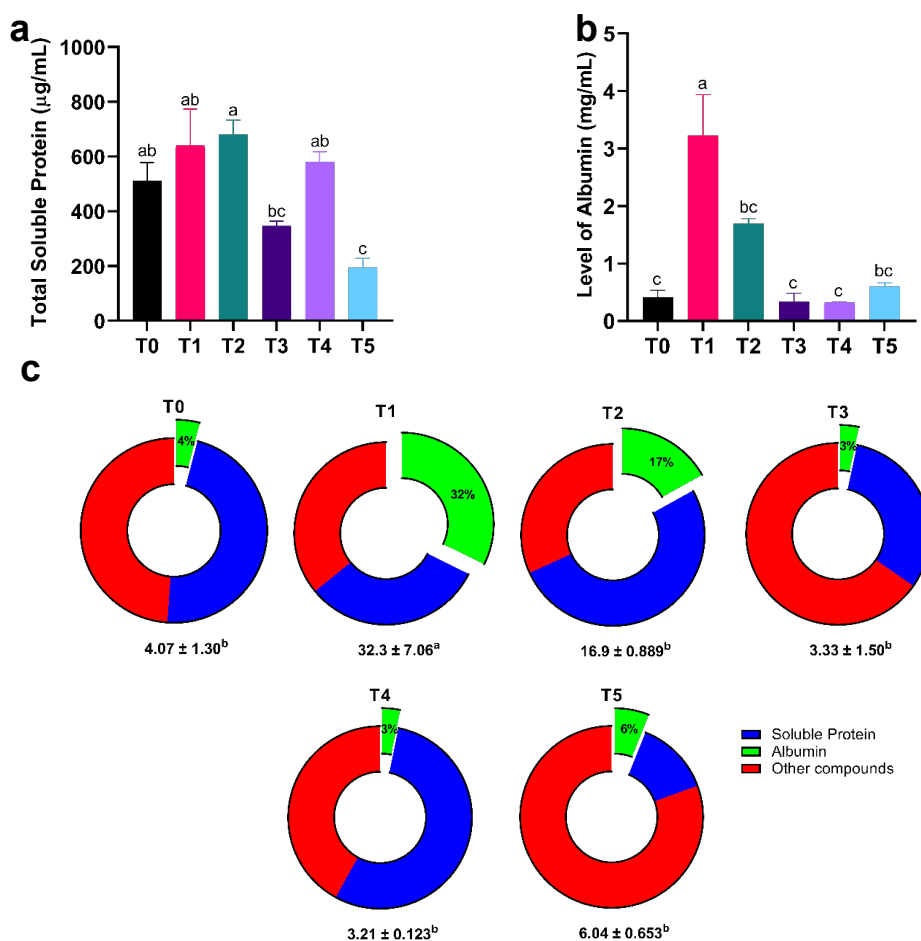 a
Total Soluble Protein (μg/mL)
1000
800
600
400
200
0
ab
ab
a
bc
ab
c
T0 T1 T2 T3 T4 T5
b
Level of Albumin (mg/mL)
5
4
3
2
1
0
c
a
bc
c
c
bc
T0 T1 T2 T3 T4 T5
c
T0
4%
4.07 ± 1.30ᵇ
T1
32%
32.3 ± 7.06ᵃ
T2
17%
16.9 ± 0.889ᵇ
T3
3%
3.33 ± 1.50ᵇ
T4
3%
3.21 ± 0.123ᵇ
T5
6%
6.04 ± 0.653ᵇ
Soluble Protein
Albumin
Other compounds